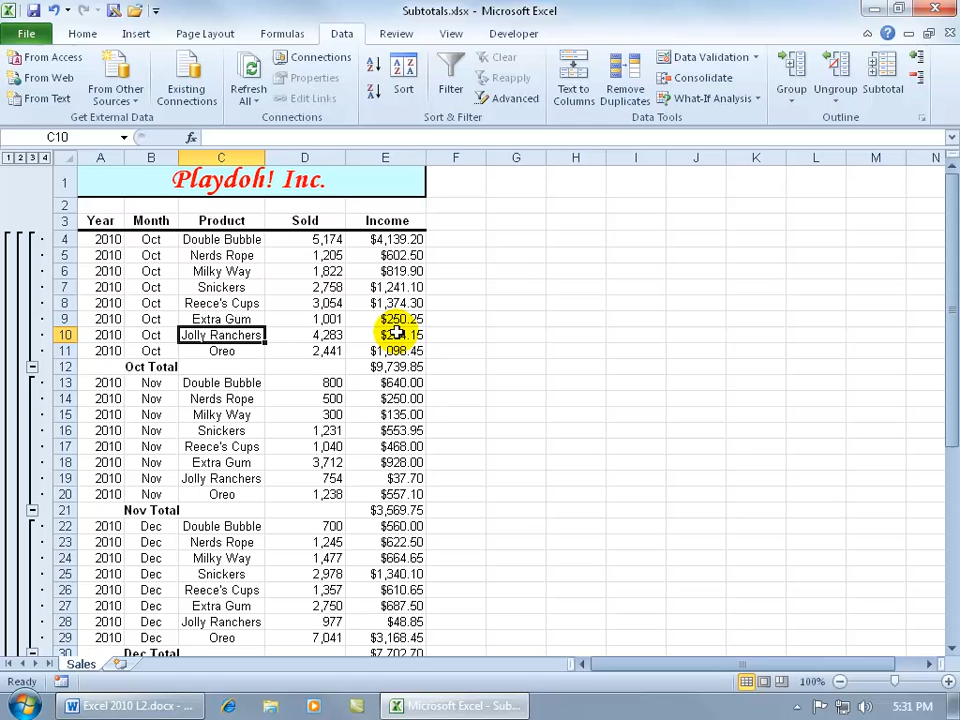 Subtotals.xlsx - Microsoft Excel
File Home Insert Page Layout Formulas Data Review View Developer
From Access
From Web
From Text
From Other Sources
Existing Connections
Get External Data
Refresh All
Connections
Properties
Edit Links
Connections
Sort
Filter
Clear
Reapply
Advanced
Sort & Filter
Text to Columns
Remove Duplicates
Data Validation
Consolidate
What-If Analysis
Data Tools
Group
Ungroup
Subtotal
Outline
C10 fx
1 2 3 4 A B C D E F G H I J K L M N
1 Playdoh! Inc.
2
3 Year Month Product Sold Income
4 2010 Oct Double Bubble 5,174 $4,139.20
5 2010 Oct Nerds Rope 1,205 $602.50
6 2010 Oct Milky Way 1,822 $819.90
7 2010 Oct Snickers 2,758 $1,241.10
8 2010 Oct Reece's Cups 3,054 $1,374.30
9 2010 Oct Extra Gum 1,001 $250.25
10 2010 Oct Jolly Ranchers 4,283
11 2010 Oct Oreo 2,441 $1,098.45
12 Oct Total $9,739.85
13 2010 Nov Double Bubble 800 $640.00
14 2010 Nov Nerds Rope 500 $250.00
15 2010 Nov Milky Way 300 $135.00
16 2010 Nov Snickers 1,231 $553.95
17 2010 Nov Reece's Cups 1,040 $468.00
18 2010 Nov Extra Gum 3,712 $928.00
19 2010 Nov Jolly Ranchers 754 $37.70
20 2010 Nov Oreo 1,238 $557.10
21 Nov Total $3,569.75
22 2010 Dec Double Bubble 700 $560.00
23 2010 Dec Nerds Rope 1,245 $622.50
24 2010 Dec Milky Way 1,477 $664.65
25 2010 Dec Snickers 2,978 $1,340.10
26 2010 Dec Reece's Cups 1,357 $610.65
27 2010 Dec Extra Gum 2,750 $687.50
28 2010 Dec Jolly Ranchers 977 $48.85
29 2010 Dec Oreo 7,041 $3,168.45
30 Dec Total $7,702.70
Sales
Ready 100%
Excel 2010 L2.docx - ... Microsoft Excel - Sub... 5:31 PM